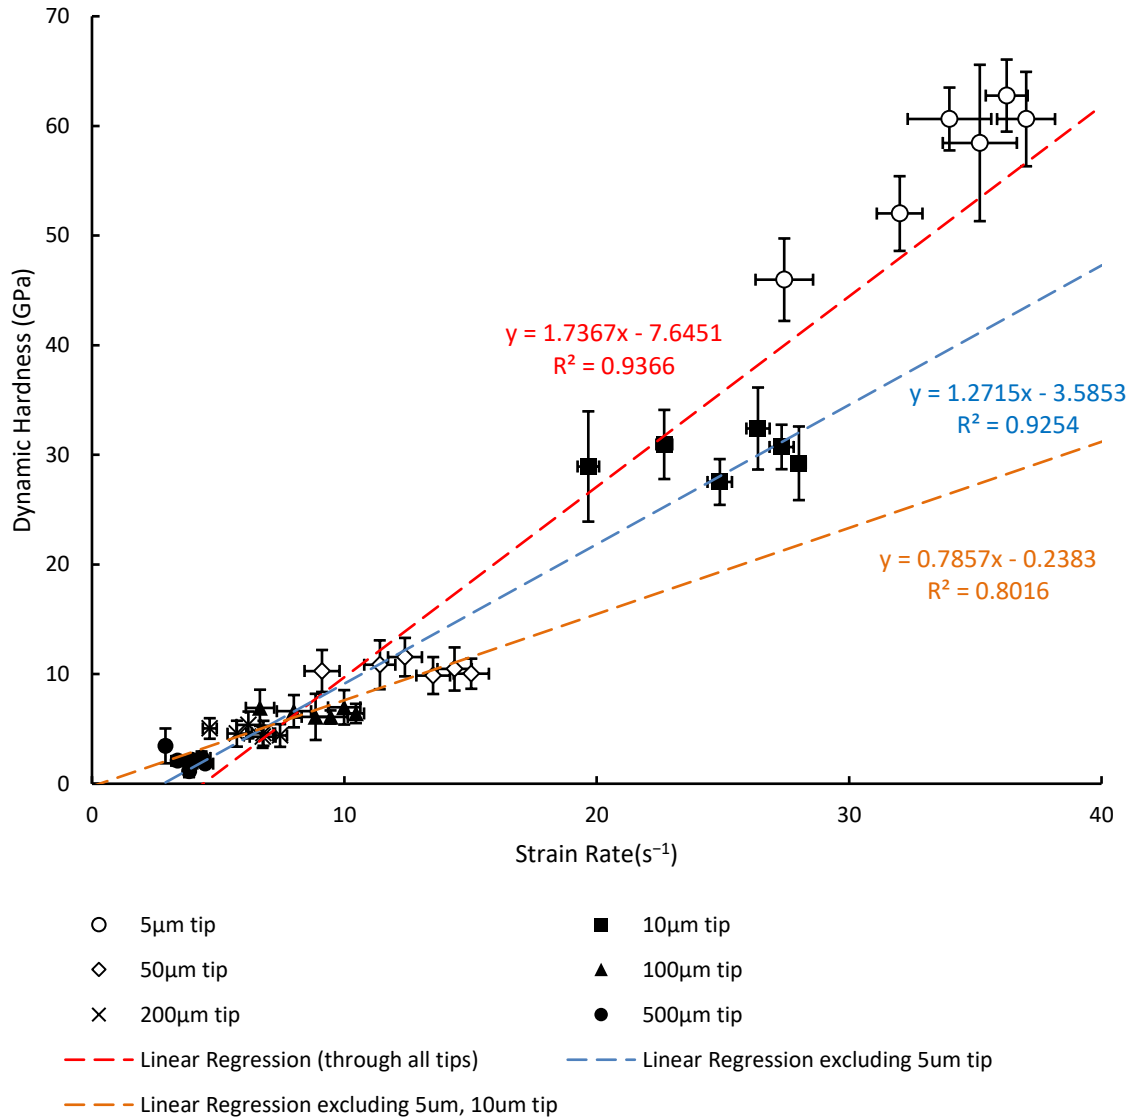 70
60
50
40
30
20
10
0
Dynamic Hardness (GPa)
y = 1.7367x - 7.6451
R² = 0.9366
y = 1.2715x - 3.5853
R² = 0.9254
y = 0.7857x - 0.2383
R² = 0.8016
0 10 20 30 40
Strain Rate(s⁻¹)
5µm tip 10µm tip
50µm tip 100µm tip
200µm tip 500µm tip
Linear Regression (through all tips) Linear Regression excluding 5um tip
Linear Regression excluding 5um, 10um tip